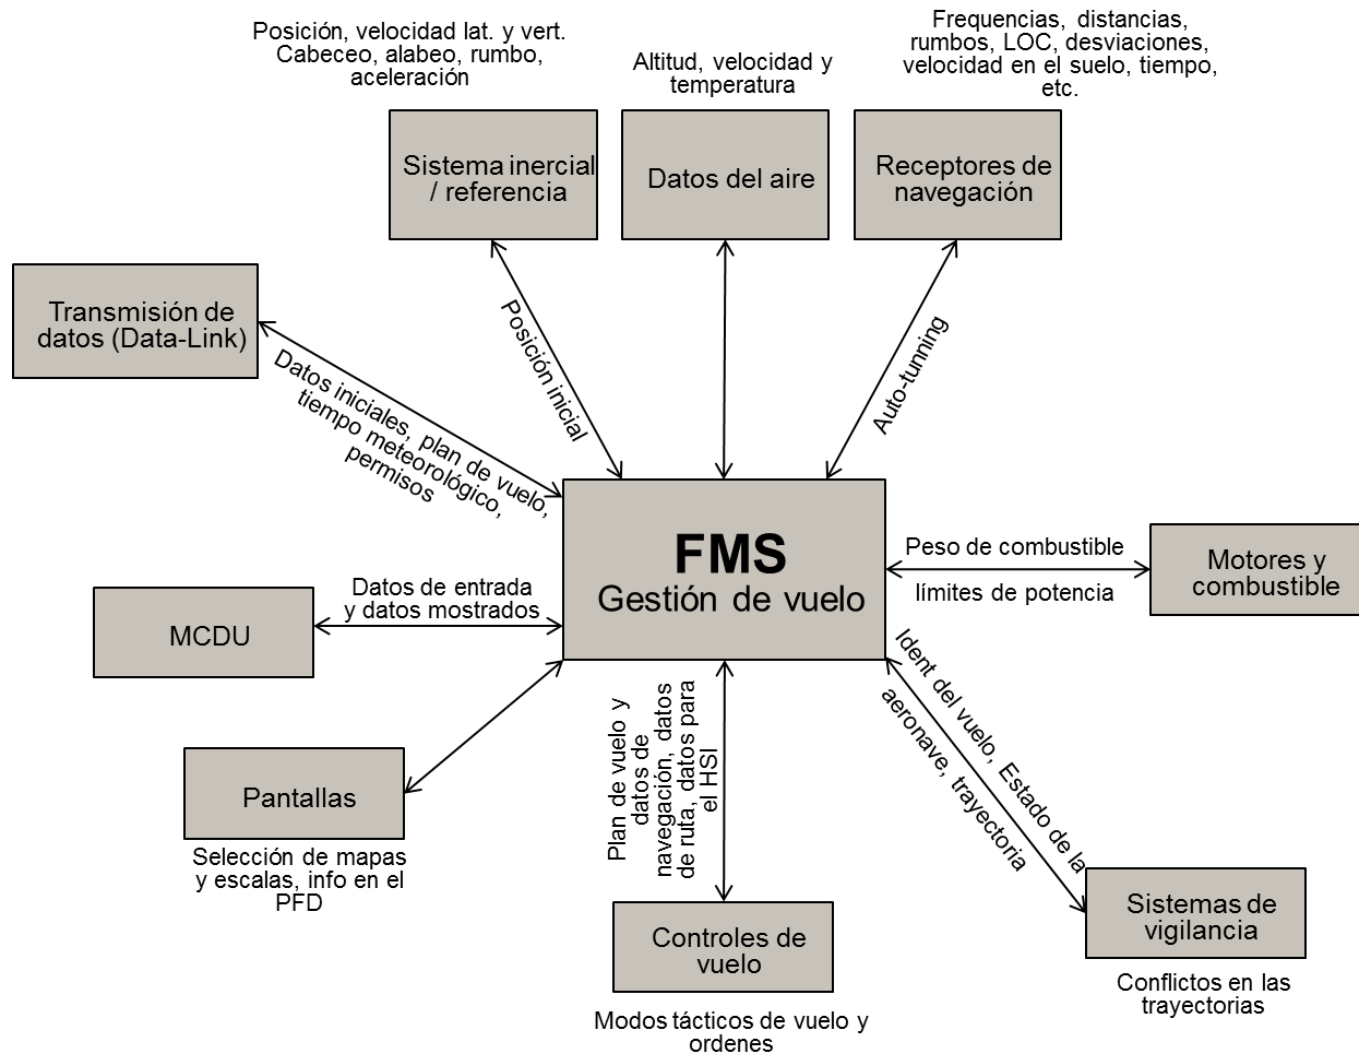 Posición, velocidad lat. y vert.
Cabeceo, alabeo, rumbo,
aceleración
Altitud, velocidad y
temperatura
Frequencias, distancias,
rumbos, LOC, desviaciones,
velocidad en el suelo, tiempo,
etc.
Sistema inercial
/ referencia
Datos del aire
Receptores de
navegación
Transmisión de
datos (Data-Link)
Posición inicial
Auto-tunning
Datos iniciales, plan de vuelo,
tiempo meteorológico,
permisos
FMS
Gestión de vuelo
Peso de combustible
límites de potencia
Motores y
combustible
MCDU
Datos de entrada
y datos mostrados
Pantallas
Selección de mapas
y escalas, info en el
PFD
Plan de vuelo y
datos de
navegación, datos
de ruta, datos para
el HSI
Ident del vuelo, Estado de la
aeronave, trayectoria
Controles de
vuelo
Modos tácticos de vuelo y
ordenes
Sistemas de
vigilancia
Conflictos en las
trayectorias